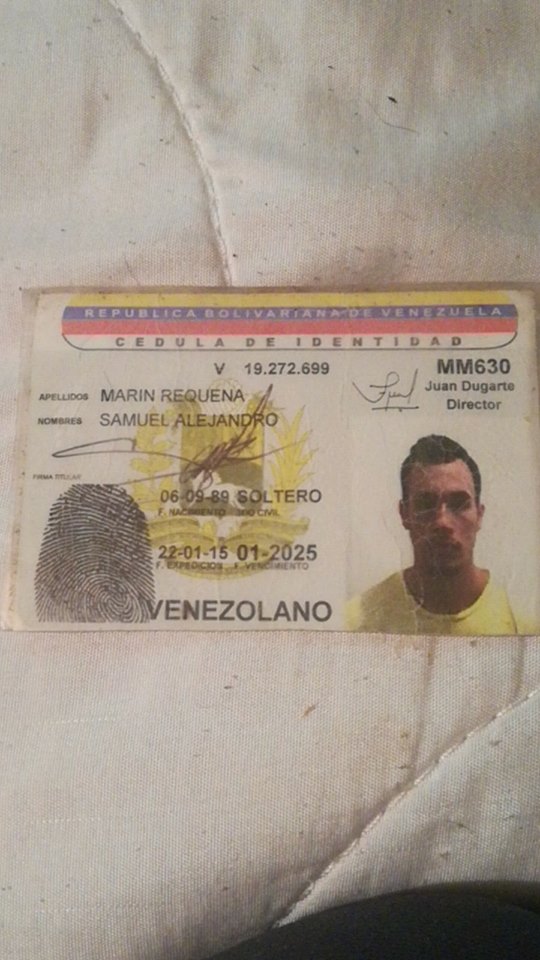 REPUBLICA BOLIVARIANA DE VENEZUELA
CEDULA DE IDENTIDAD
V 19.272.699
MM630
Juan Dugarte
Director
APELLIDOS MARIN REQUENA
NOMBRES SAMUEL ALEJANDRO
FIRMA TITULAR
06-09-89 SOLTERO
F. NACIMIENTO EDO CIVIL
22-01-15 01-2025
F. EXPEDICION F. VENCIMIENTO
VENEZOLANO